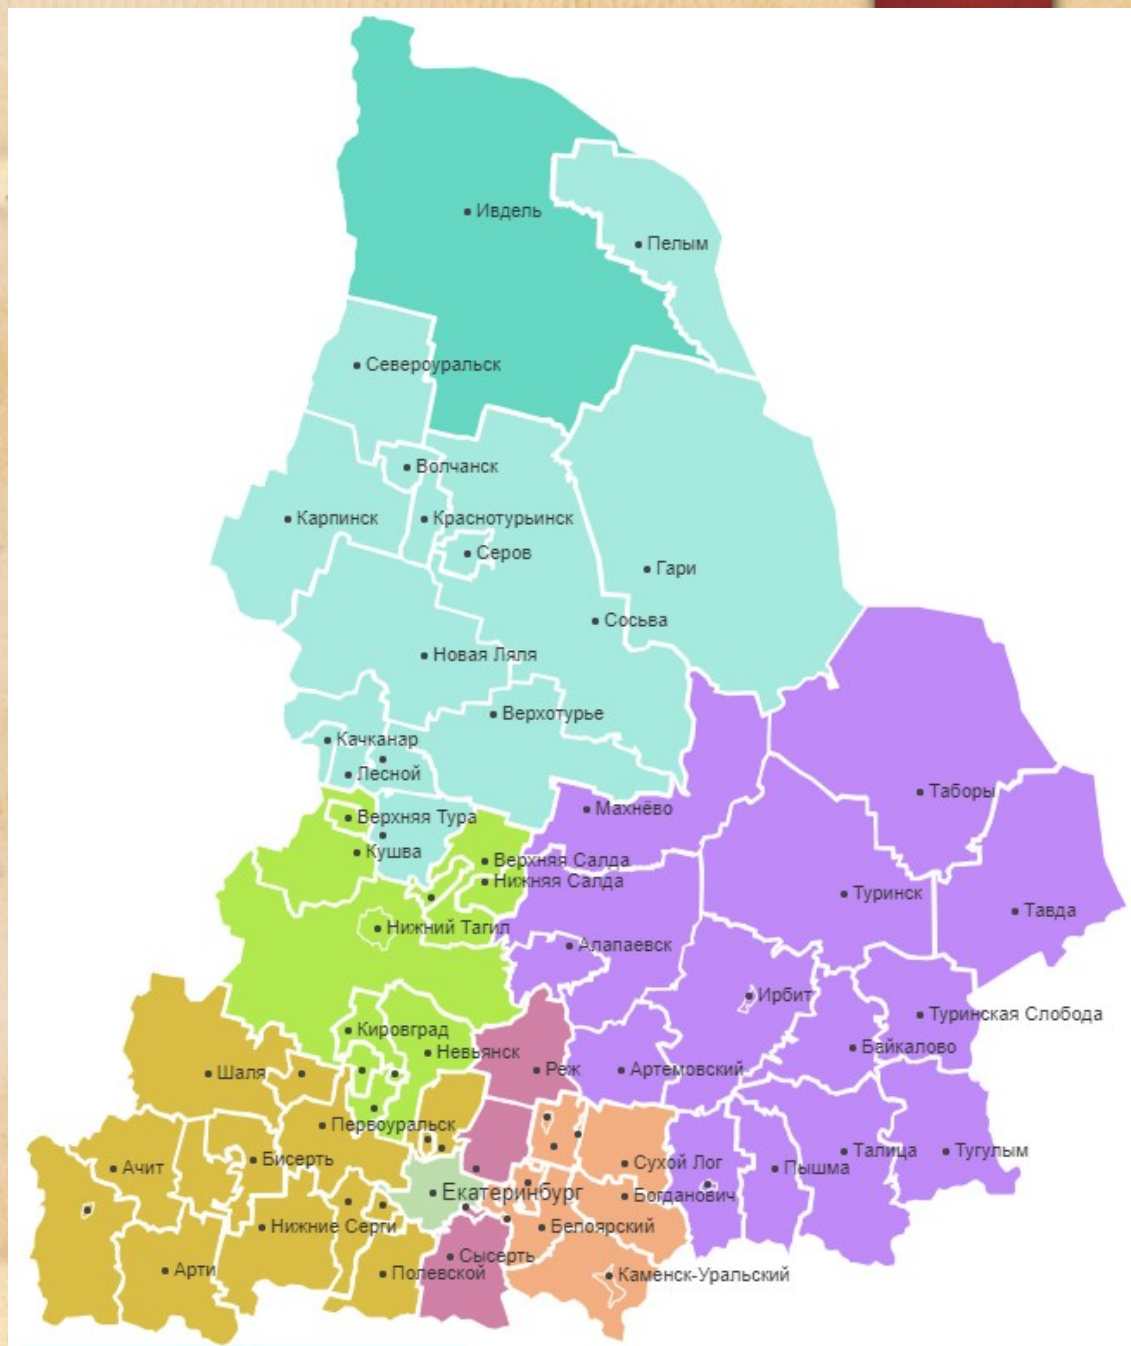 Ивдель
Пелым
Североуральск
Волчанск
Карпинск
Краснотурьинск
Серов
Гари
Сосьва
Новая Ляля
Верхотурье
Качканар
Лесной
Таборы
Махнёво
Верхняя Тура
Кушва
Верхняя Салда
Нижняя Салда
Туринск
Тавда
Нижний Тагил
Алапаевск
Ирбит
Туринская Слобода
Кировград
Невьянск
Байкалово
Шаля
Реж
Артемовский
Первоуральск
Ачит
Бисерть
Сухой Лог
Пышма
Талица
Тугулым
Екатеринбург
Богданович
Нижние Серги
Белоярский
Сысерть
Арти
Полевской
Каменск-Уральский